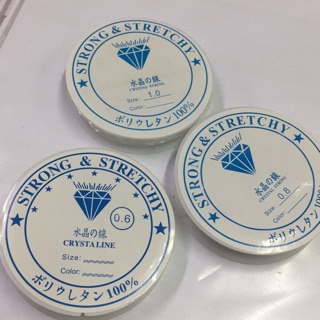 ★ STRONG & STRETCHY ★
水晶の線
CRYSTAL STRING
Size: 1.0
Color:
ポリウレタン100%
★ STRONG & STRETCHY ★
水晶の線
CRYSTAL STRING
Size: 0.8
Color:
ポリウレタン100%
★ STRONG & STRETCHY ★
0.6
水晶の線
CRYSTALINE
Size:
Color:
ポリウレタン100%